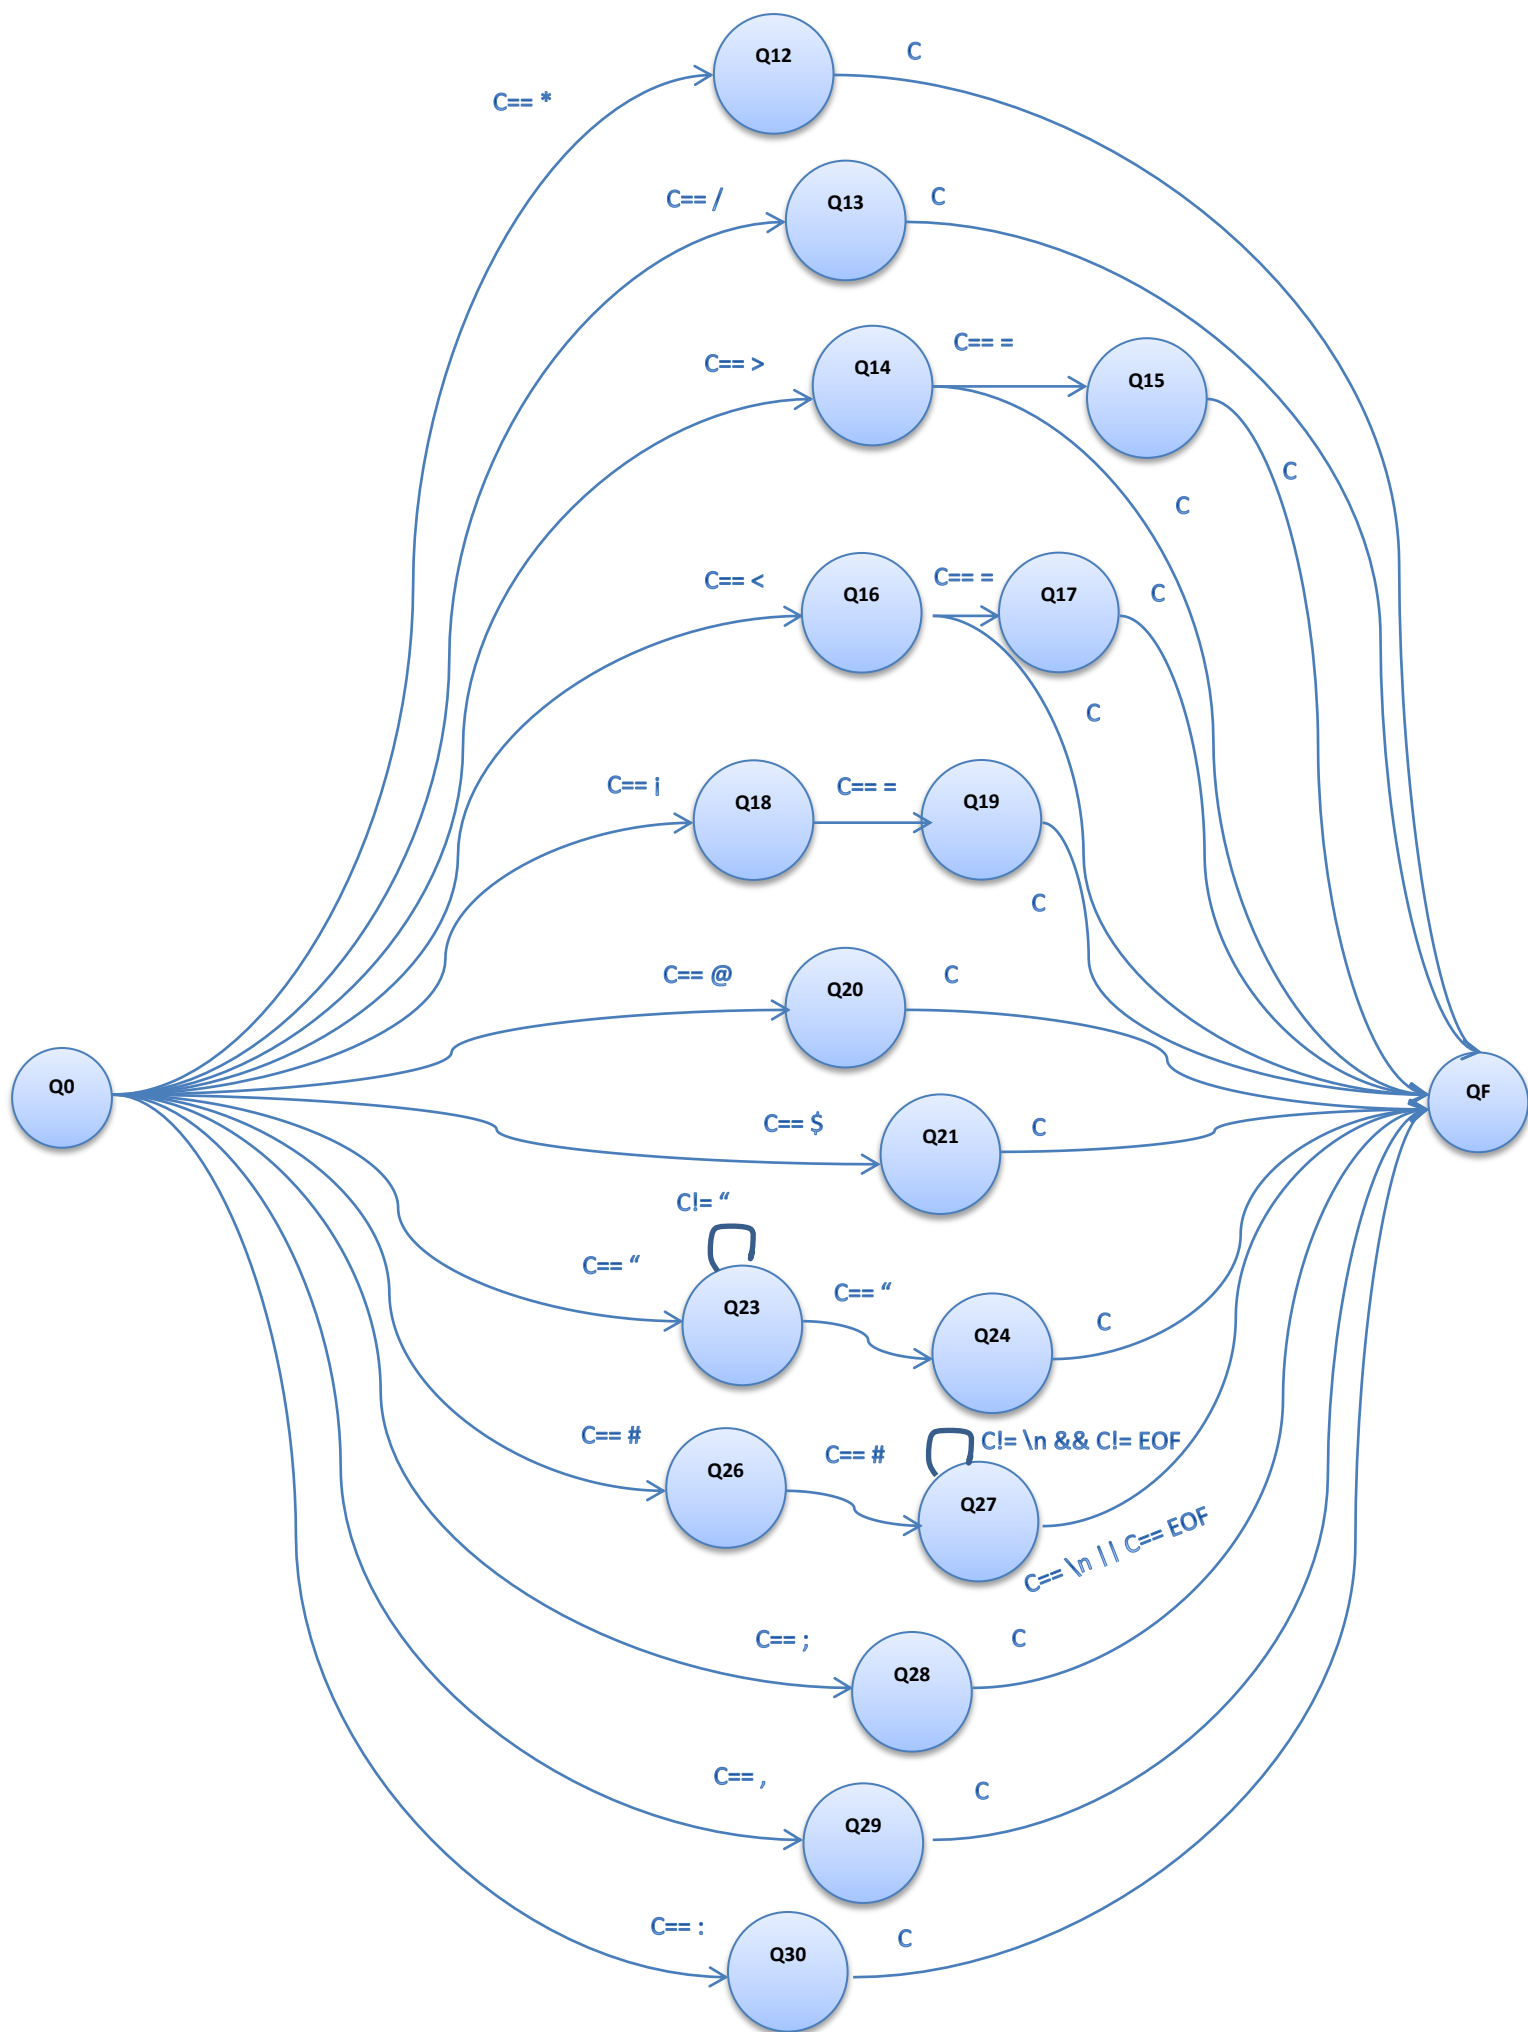 Q12
C
C== *
C== /
Q13
C
C== >
Q14
C== =
Q15
C
C
C== <
Q16
C== =
Q17
C
C
C== ¡
Q18
C== =
Q19
C
C== @
Q20
C
Q0
QF
C== $
Q21
C
C!= “
C== “
Q23
C== “
Q24
C
C== #
Q26
C== #
C!= \n && C!= EOF
Q27
C== \n || C== EOF
C== ;
Q28
C
C== ,
Q29
C
C== :
Q30
C